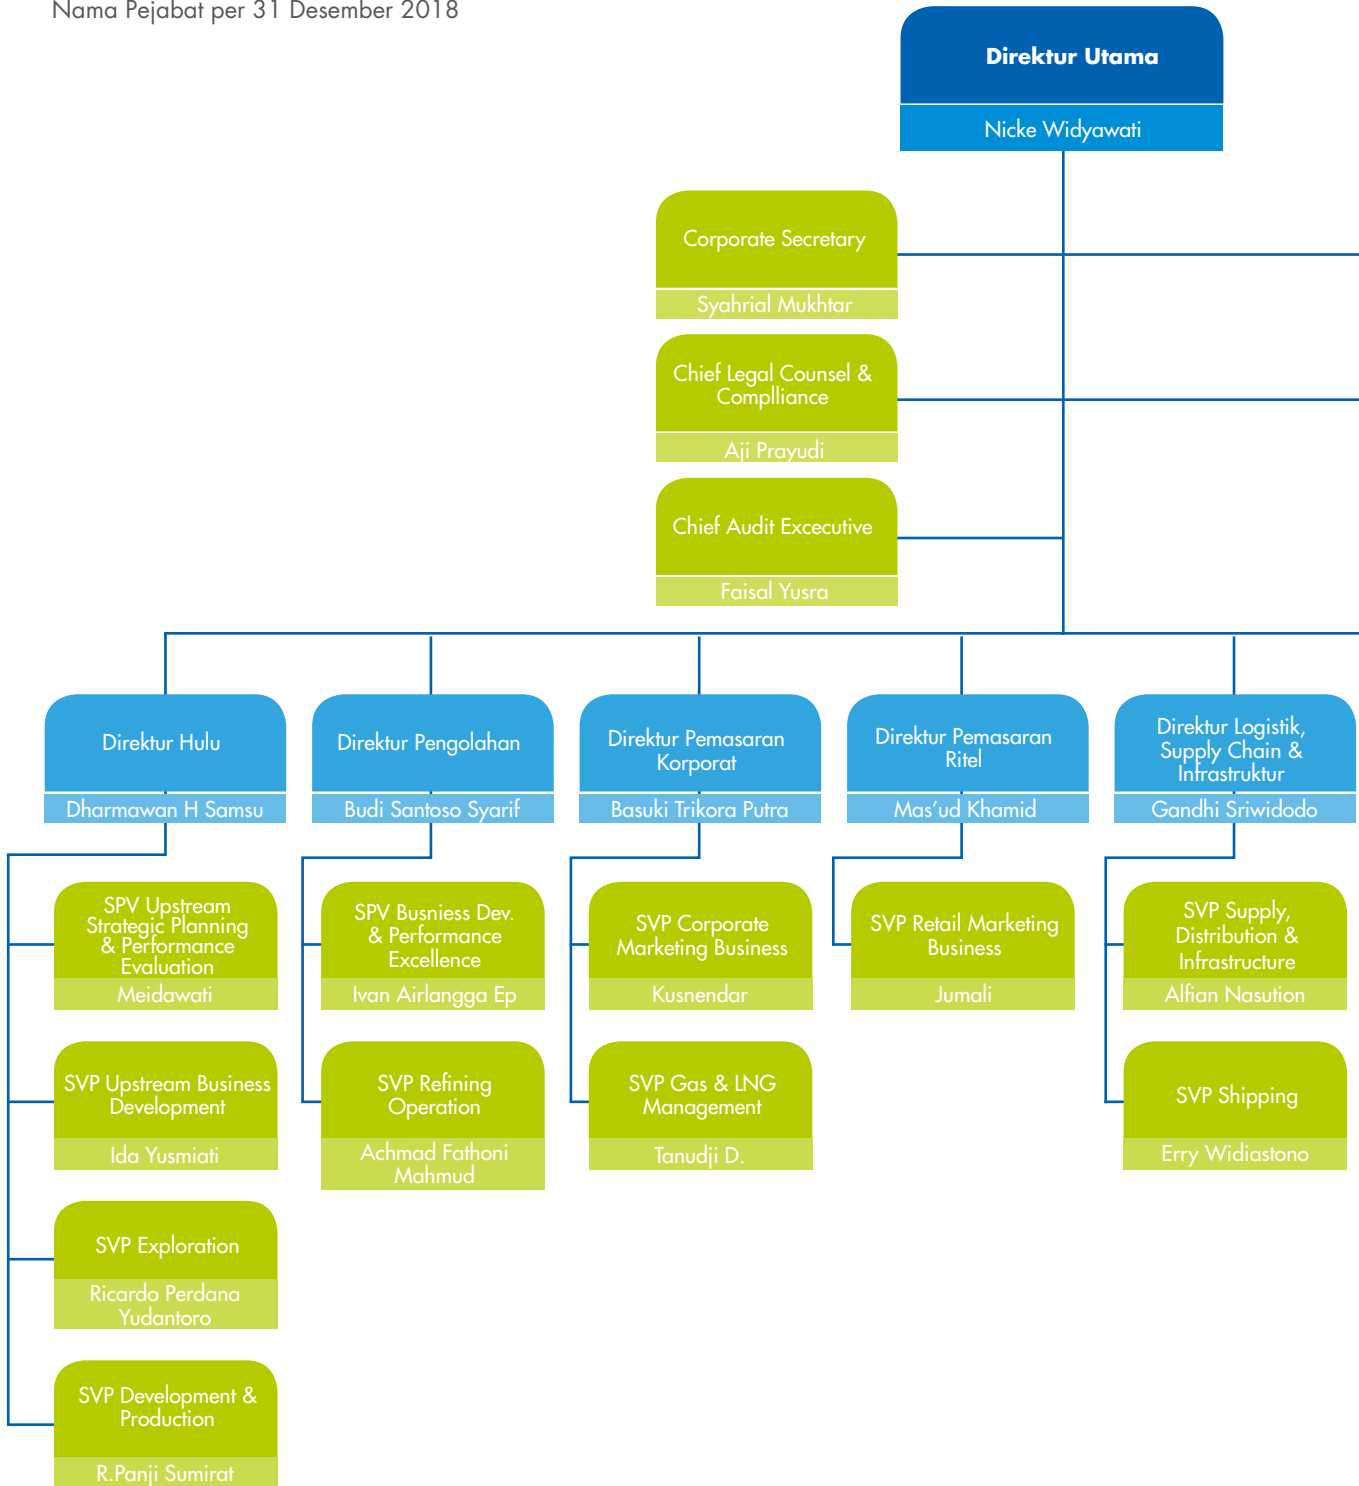 Nama Pejabat per 31 Desember 2018
Direktur Utama
Nicke Widyawati
Corporate Secretary
Syahrial Mukhtar
Chief Legal Counsel &
Complliance
Aji Prayudi
Chief Audit Excecutive
Faisal Yusra
Direktur Hulu
Dharmawan H Samsu
Direktur Pengolahan
Budi Santoso Syarif
Direktur Pemasaran
Korporat
Basuki Trikora Putra
Direktur Pemasaran
Ritel
Mas’ud Khamid
Direktur Logistik,
Supply Chain &
Infrastruktur
Gandhi Sriwidodo
SPV Upstream
Strategic Planning
& Performance
Evaluation
Meidawati
SPV Busniess Dev.
& Performance
Excellence
Ivan Airlangga Ep
SVP Corporate
Marketing Business
Kusnendar
SVP Retail Marketing
Business
Jumali
SVP Supply,
Distribution &
Infrastructure
Alfian Nasution
SVP Upstream Business
Development
Ida Yusmiati
SVP Refining
Operation
Achmad Fathoni
Mahmud
SVP Gas & LNG
Management
Tanudji D.
SVP Shipping
Erry Widiastono
SVP Exploration
Ricardo Perdana
Yudantoro
SVP Development &
Production
R.Panji Sumirat